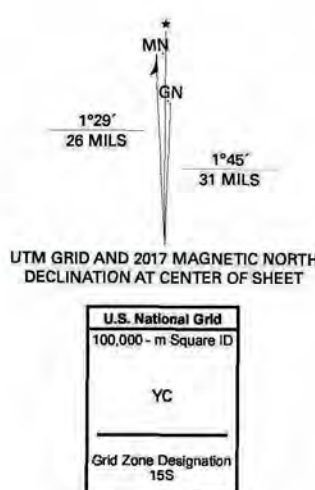 ★
MN
GN
1°29´
26 MILS
1°45´
31 MILS
UTM GRID AND 2017 MAGNETIC NORTH
DECLINATION AT CENTER OF SHEET
U.S. National Grid
100,000 - m Square ID
YC
Grid Zone Designation
15S